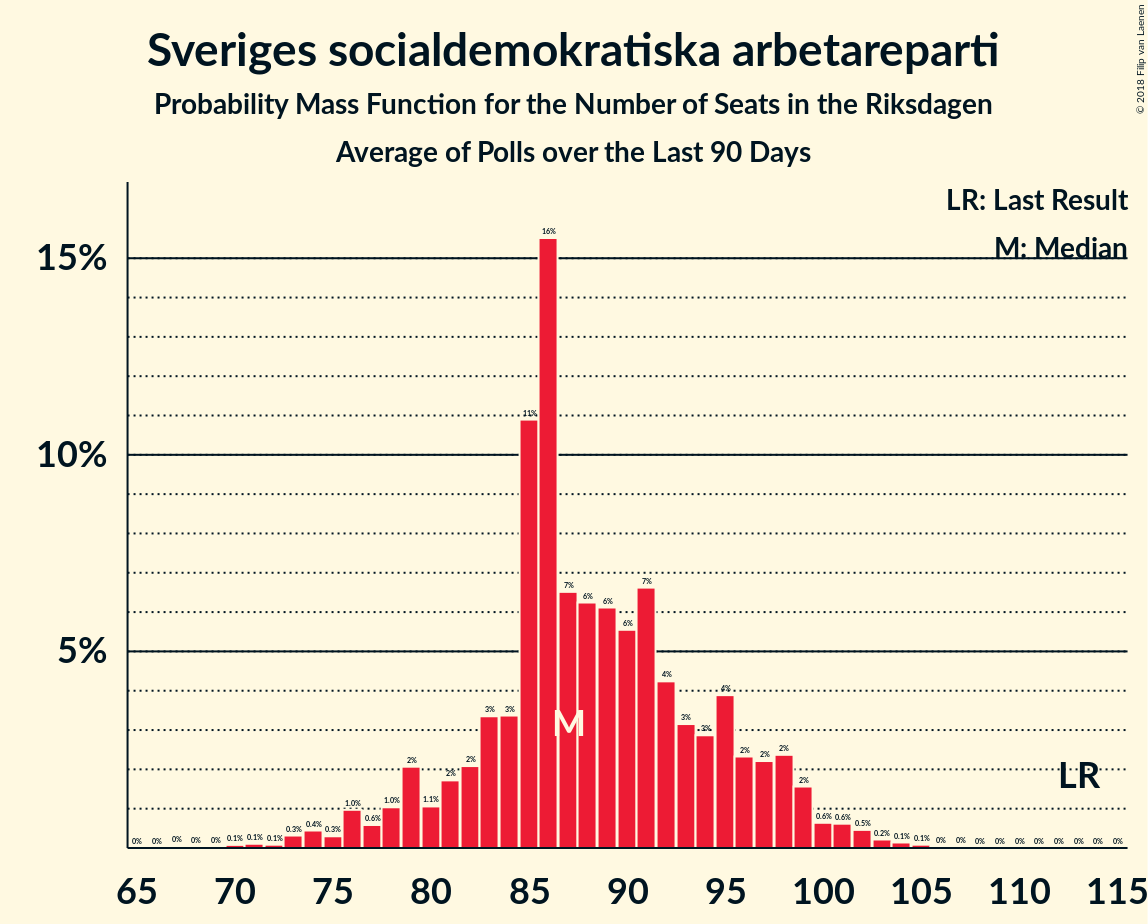 Sveriges socialdemokratiska arbetareparti
Probability Mass Function for the Number of Seats in the Riksdagen
Average of Polls over the Last 90 Days
© 2018 Filip van Laenen
LR: Last Result
M: Median
15%
10%
5%
0% 0% 0% 0% 0% 0.1% 0.1% 0.1% 0.3% 0.4% 0.3% 1.0% 0.6% 1.0% 2% 1.1% 2% 2% 3% 3% 11% 16% 7% 6% 6% 6% 7% 4% 3% 3% 4% 2% 2% 2% 2% 0.6% 0.6% 0.5% 0.2% 0.1% 0.1% 0% 0% 0% 0% 0% 0% 0% 0% 0% 0%
M
LR
65 70 75 80 85 90 95 100 105 110 115